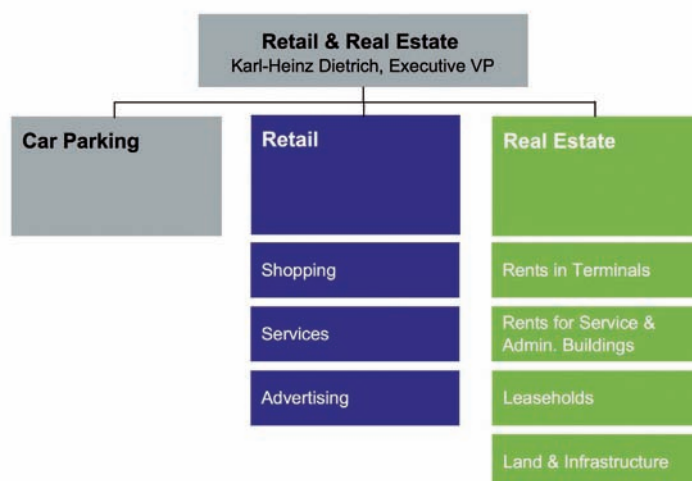 Retail & Real Estate
Karl-Heinz Dietrich, Executive VP
Car Parking
Retail
Real Estate
Shopping
Rents in Terminals
Services
Rents for Service &
Admin. Buildings
Advertising
Leaseholds
Land & Infrastructure